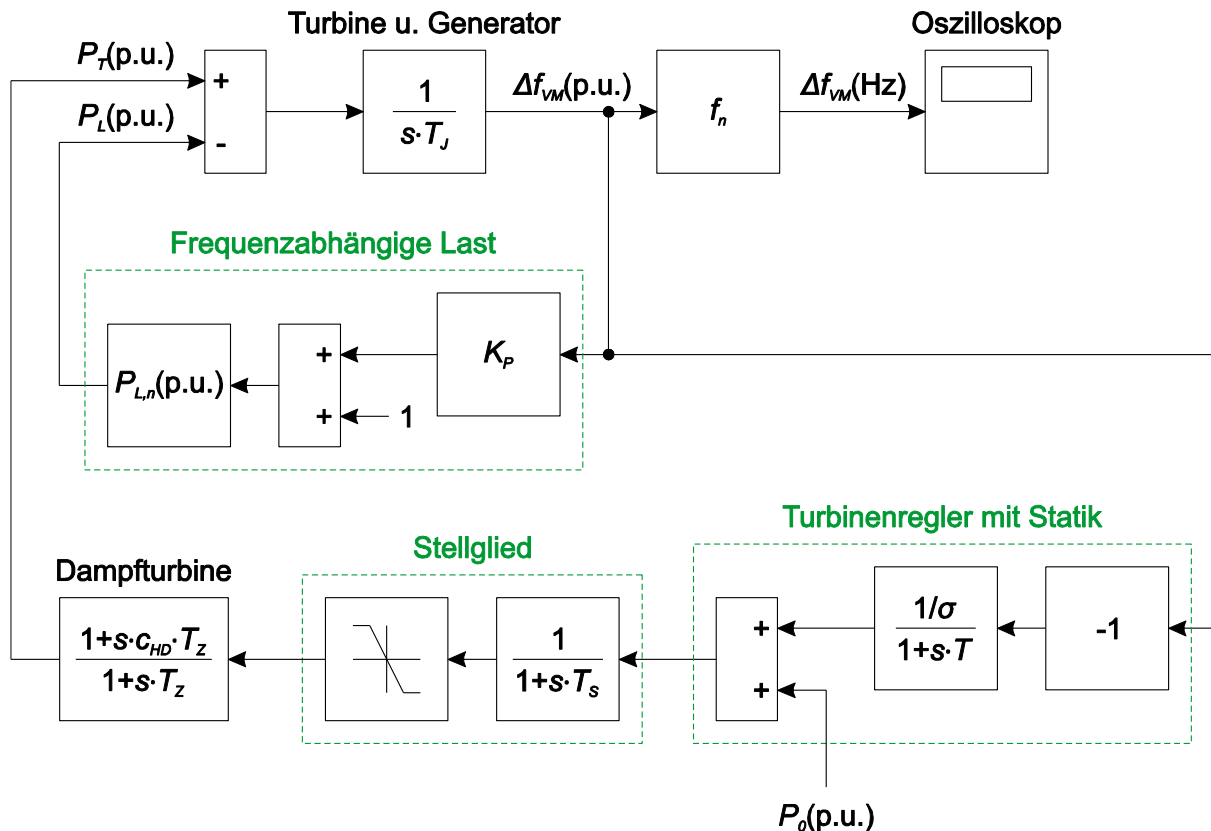 Turbine u. Generator
Oszilloskop
P_T(p.u.)
+
P_L(p.u.)
-
1
s·T_J
Δf_VM(p.u.)
f_n
Δf_VM(Hz)
Frequenzabhängige Last
P_L,n(p.u.)
+
+
1
K_P
Turbinenregler mit Statik
Stellglied
Dampfturbine
1+s·c_HD·T_Z
1+s·T_Z
1
1+s·T_s
+
+
1/σ
1+s·T
-1
P_0(p.u.)